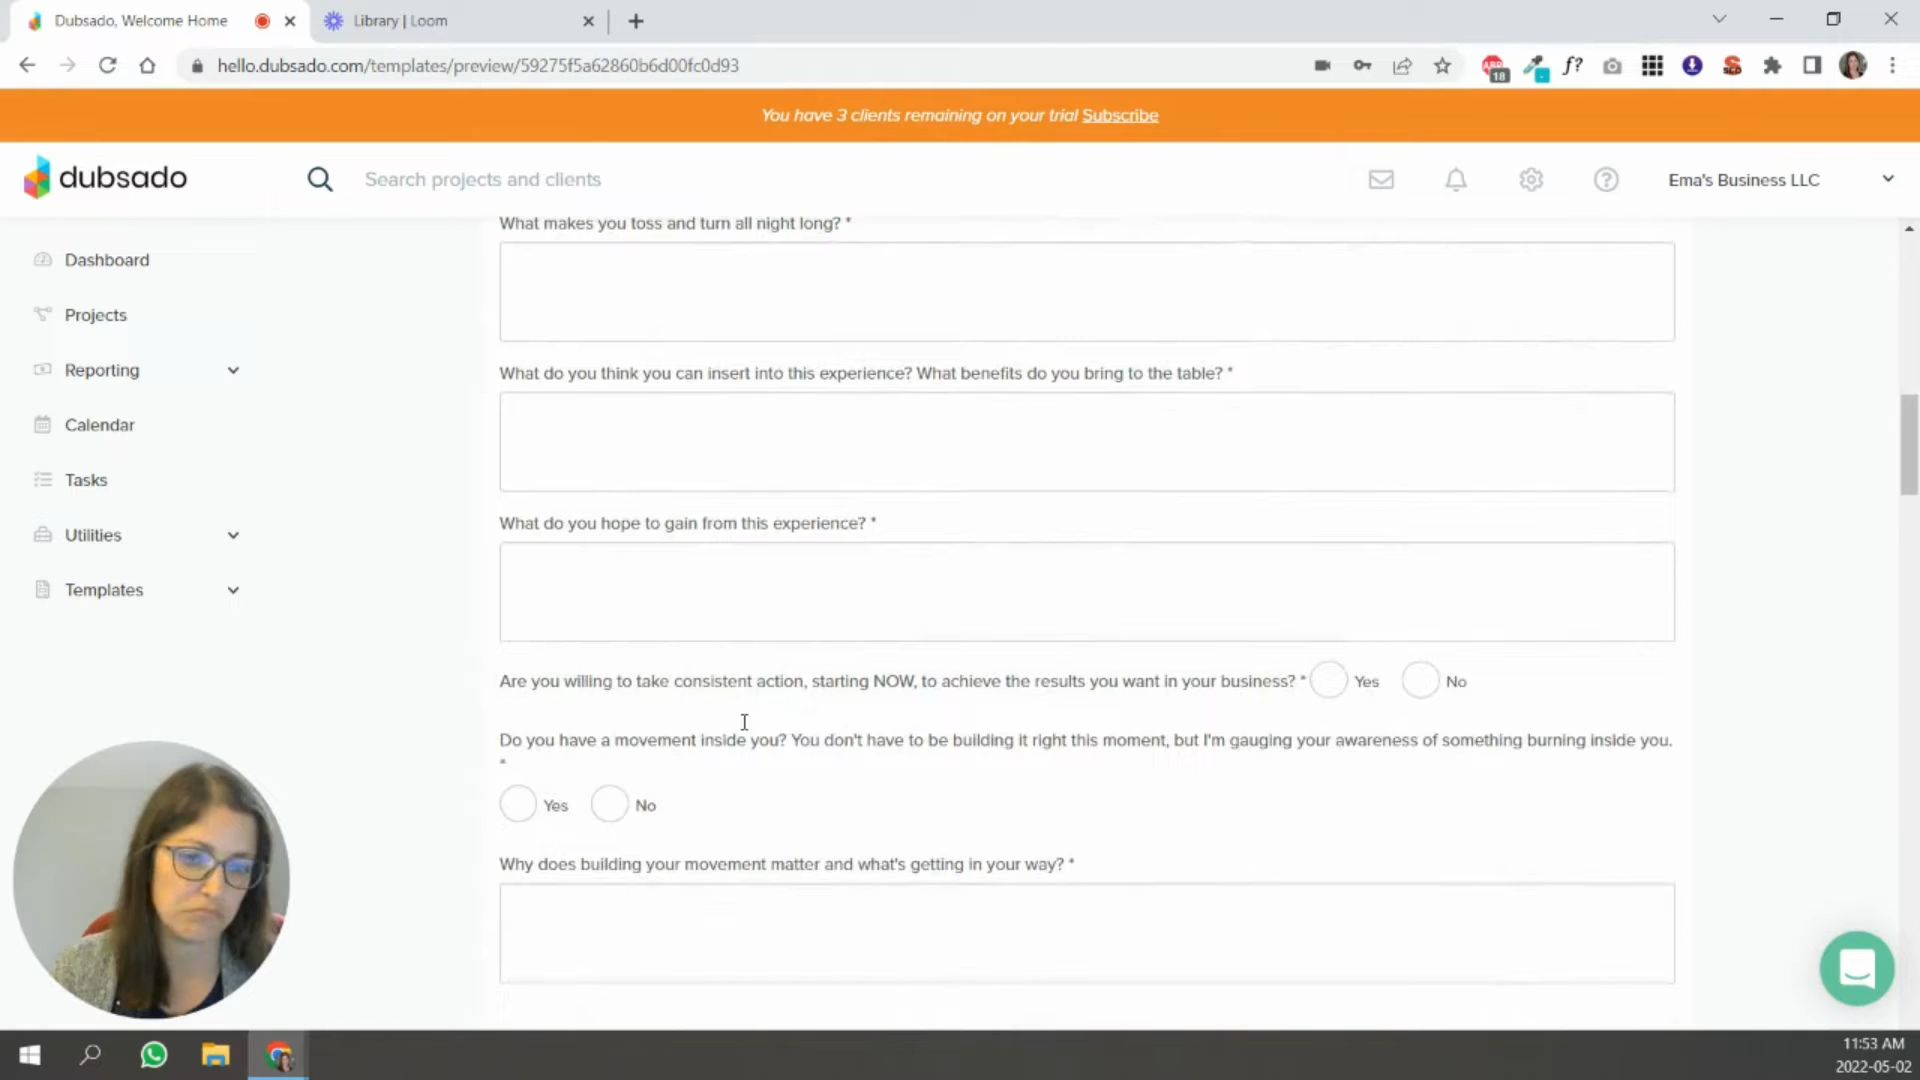 Dubsado, Welcome Home
Library | Loom
hello.dubsado.com/templates/preview/59275f5a62860b6d00fc0d93
ABP
18
f?
You have 3 clients remaining on your trial Subscribe
dubsado
Search projects and clients
Ema's Business LLC
Dashboard
Projects
Reporting
Calendar
Tasks
Utilities
Templates
What makes you toss and turn all night long? *
What do you think you can insert into this experience? What benefits do you bring to the table? *
What do you hope to gain from this experience? *
Are you willing to take consistent action, starting NOW, to achieve the results you want in your business? * Yes No
Do you have a movement inside you? You don't have to be building it right this moment, but I'm gauging your awareness of something burning inside you.
*
Yes No
Why does building your movement matter and what's getting in your way? *
11:53 AM
2022-05-02